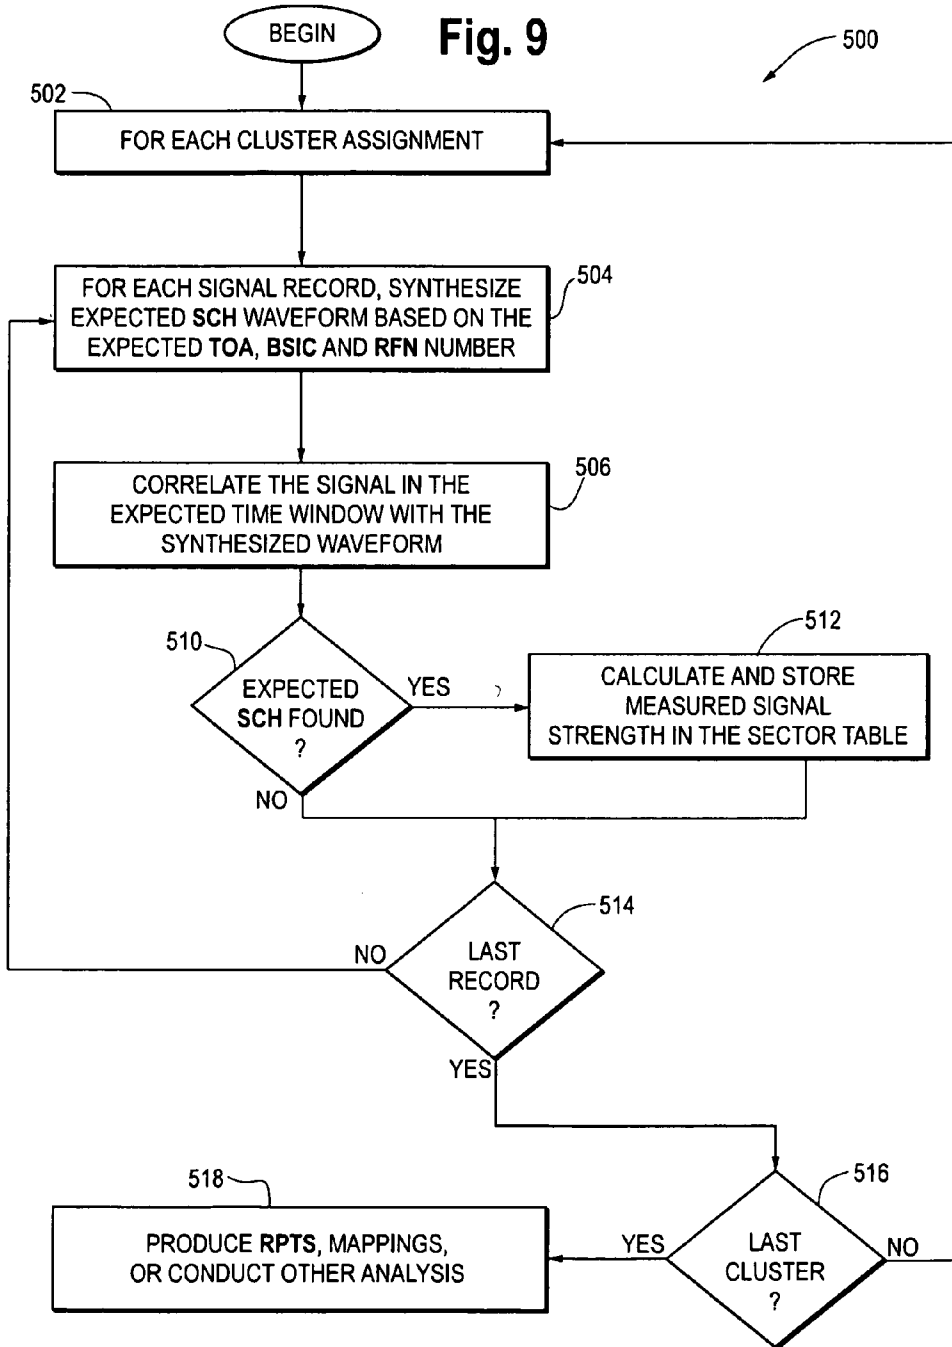 BEGIN
Fig. 9
500
502
FOR EACH CLUSTER ASSIGNMENT
FOR EACH SIGNAL RECORD, SYNTHESIZE
EXPECTED SCH WAVEFORM BASED ON THE
EXPECTED TOA, BSIC AND RFN NUMBER
504
CORRELATE THE SIGNAL IN THE
EXPECTED TIME WINDOW WITH THE
SYNTHESIZED WAVEFORM
506
510
EXPECTED
SCH FOUND
?
YES
NO
512
CALCULATE AND STORE
MEASURED SIGNAL
STRENGTH IN THE SECTOR TABLE
514
LAST
RECORD
?
NO
YES
516
LAST
CLUSTER
?
YES
NO
518
PRODUCE RPTS, MAPPINGS,
OR CONDUCT OTHER ANALYSIS